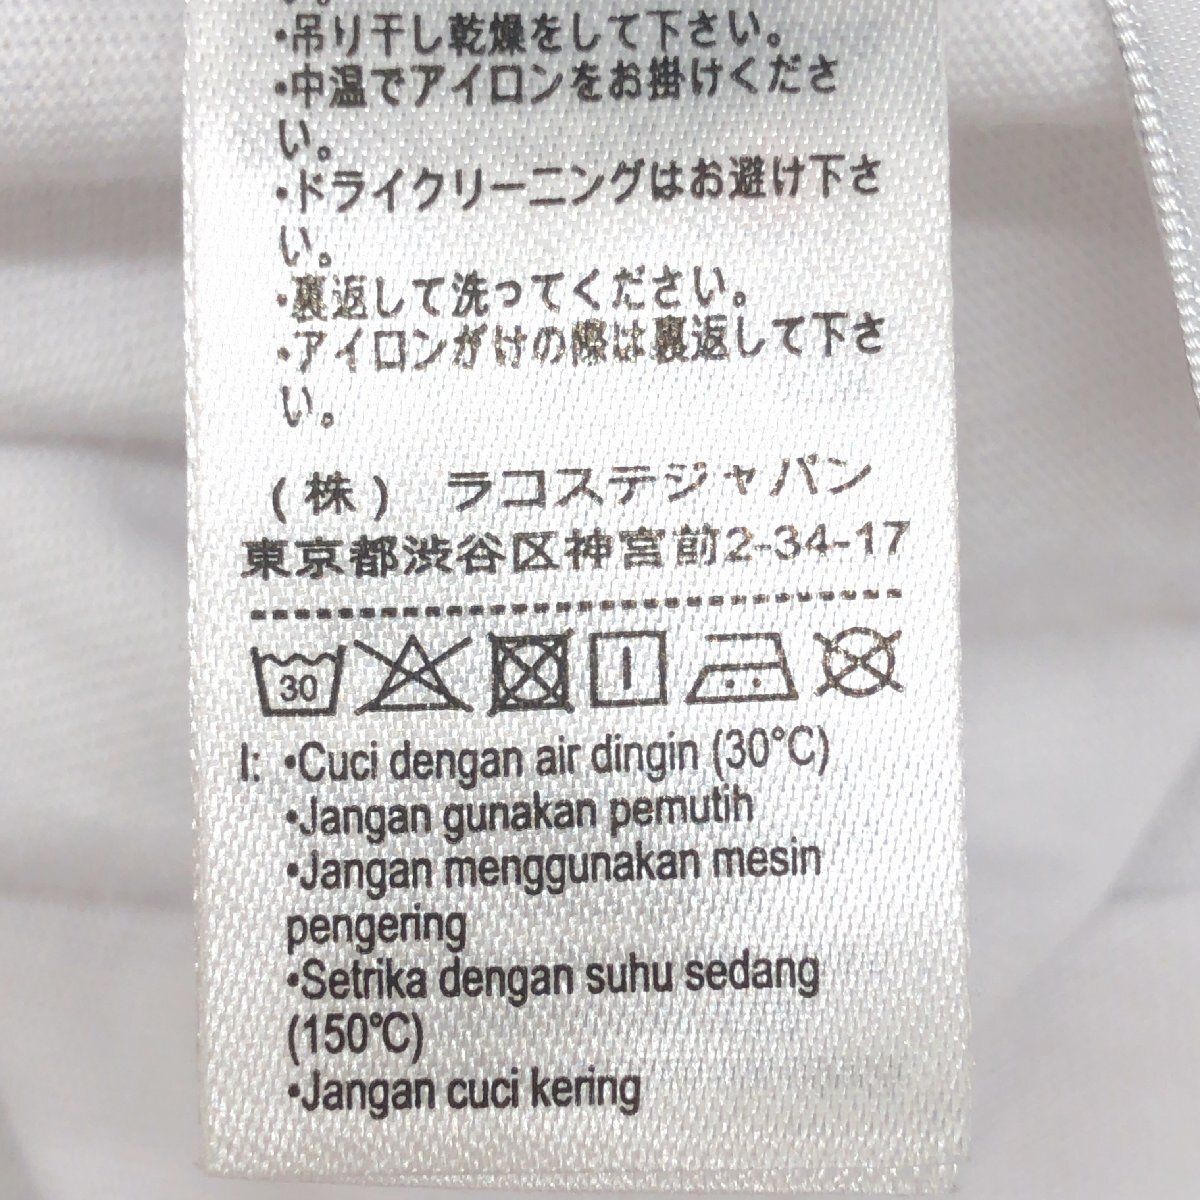 ・吊り干し乾燥をして下さい。
・中温でアイロンをお掛けくださ
い。
・ドライクリーニングはお避け下さ
い。
・裏返して洗ってください。
・アイロンがけの際は裏返して下さ
い。
(株) ラコステジャパン
東京都渋谷区神宮前2-34-17
30
I: •Cuci dengan air dingin (30°C)
•Jangan gunakan pemutih
•Jangan menggunakan mesin
pengering
•Setrika dengan suhu sedang
(150℃)
•Jangan cuci kering